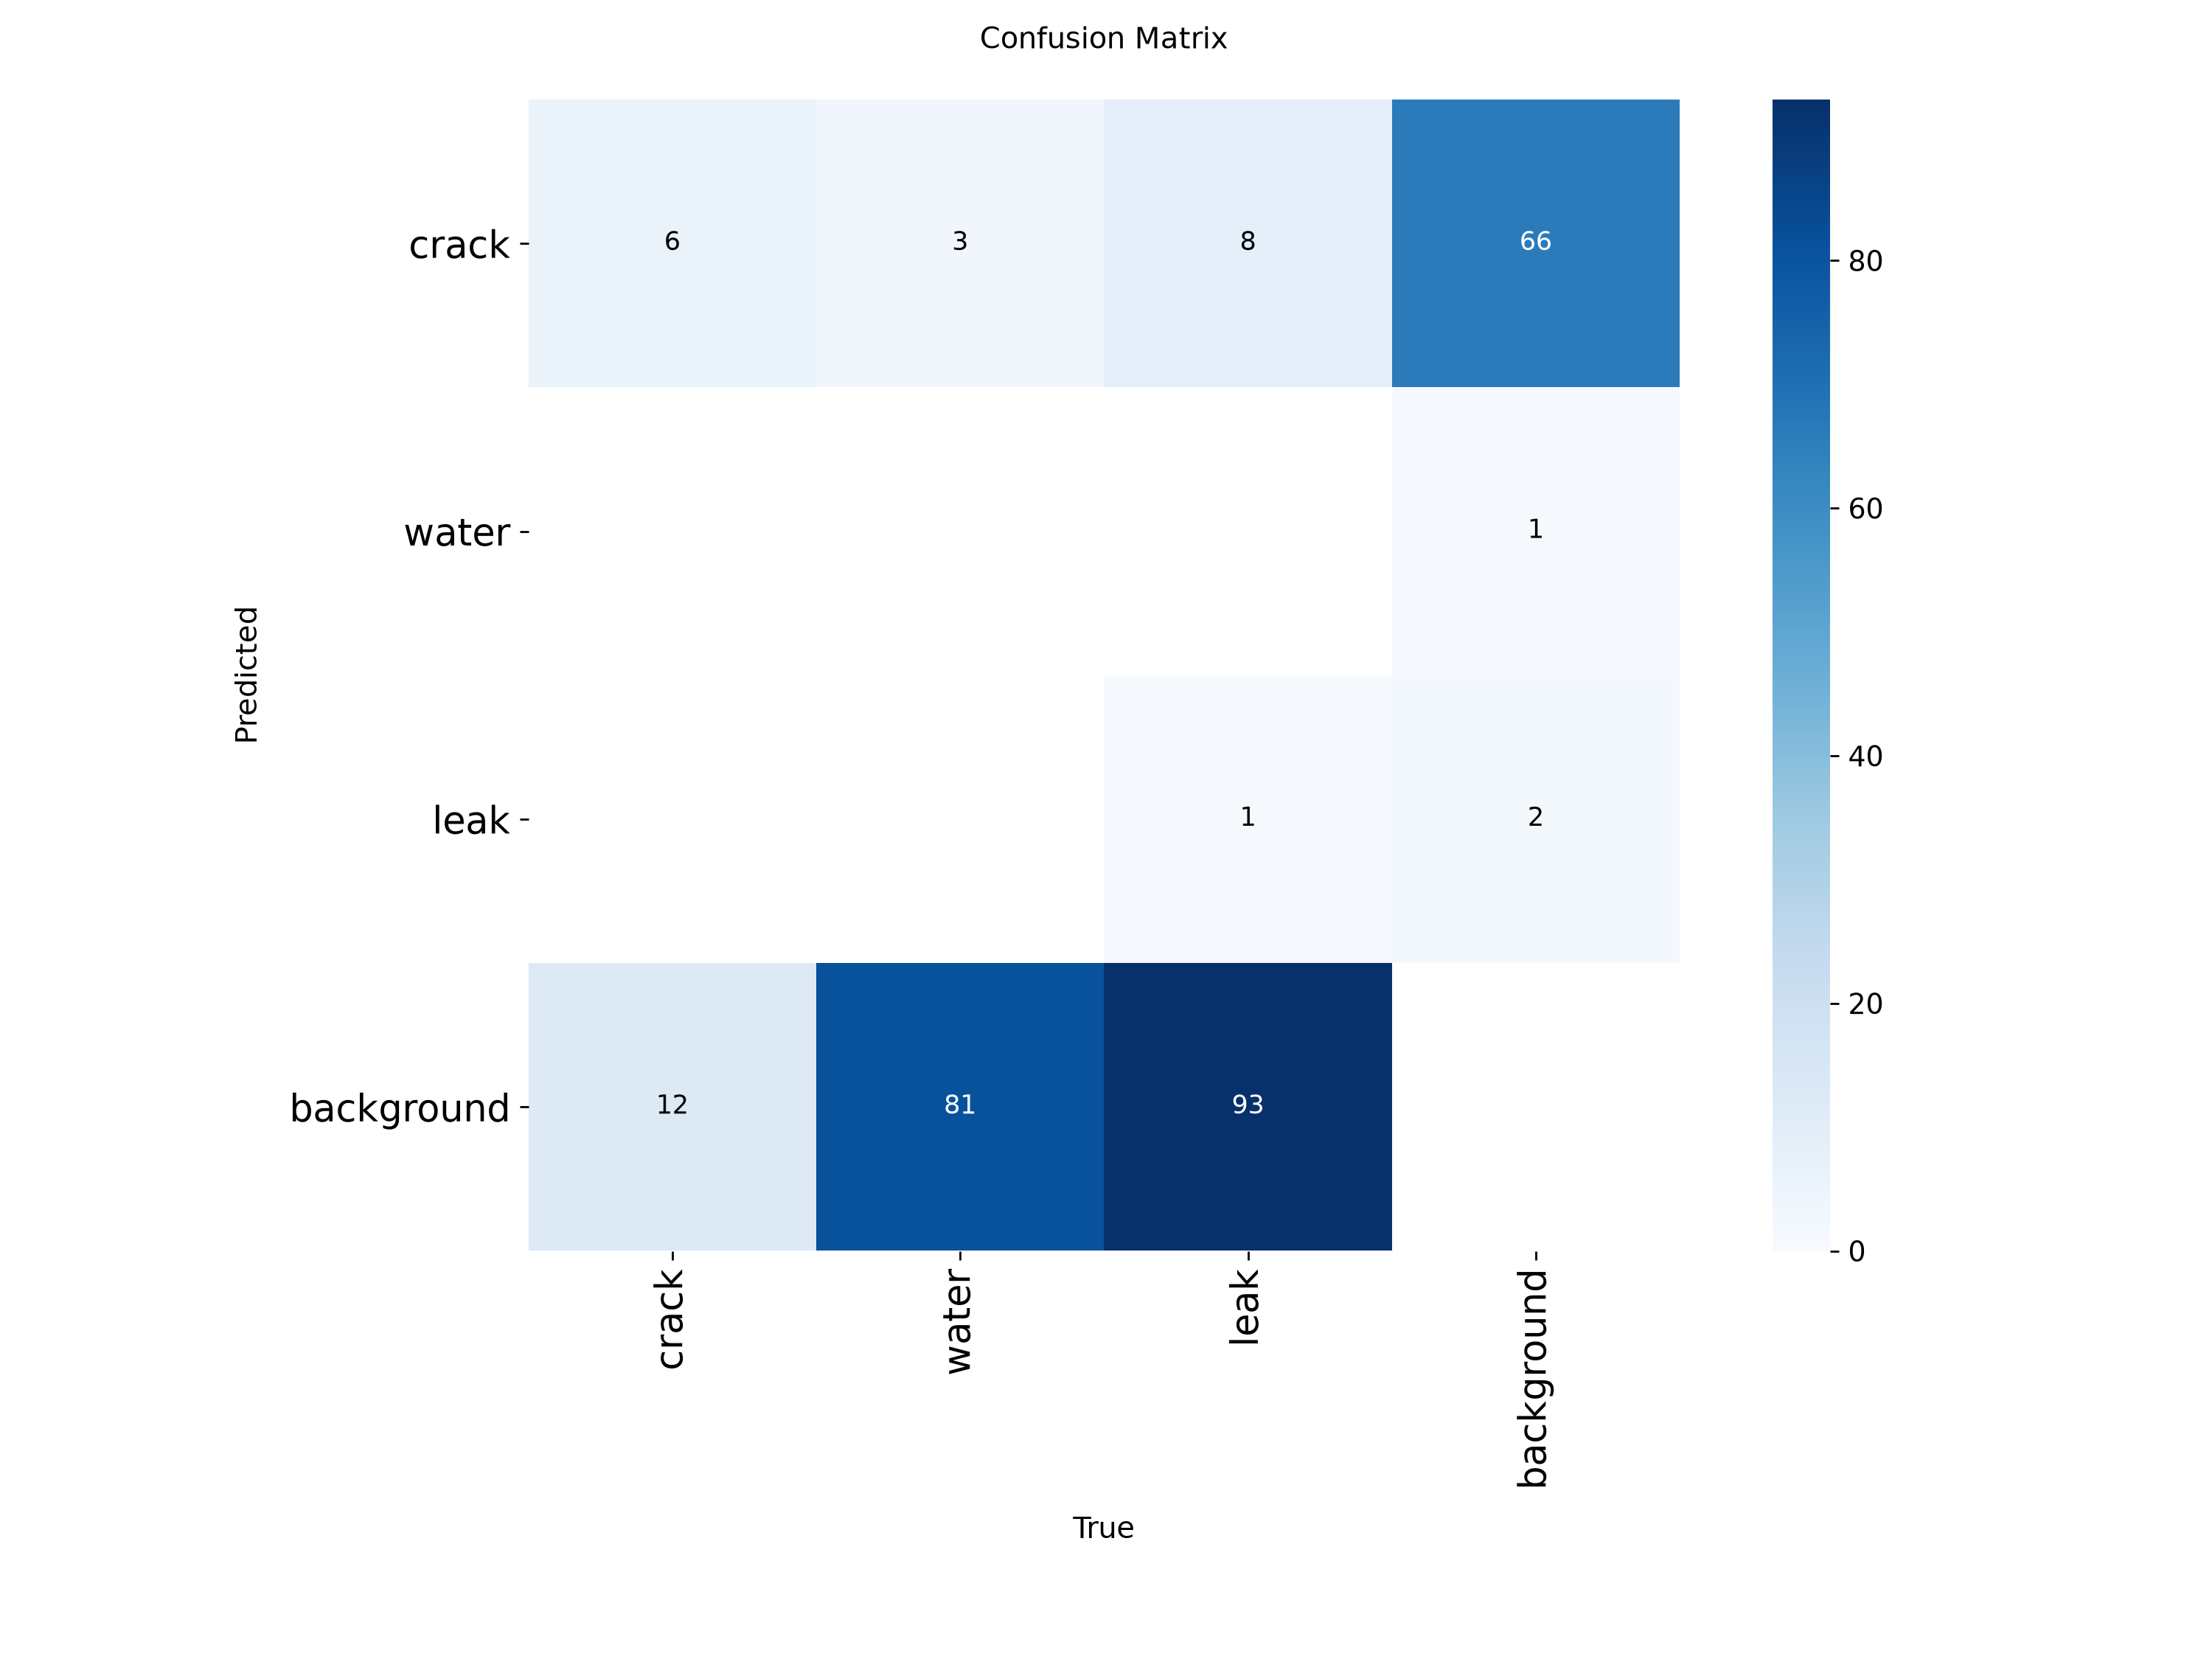 Confusion Matrix
crack
6
3
8
66
water
1
leak
1
2
background
12
81
93
crack
water
leak
background
Predicted
True
80
60
40
20
0